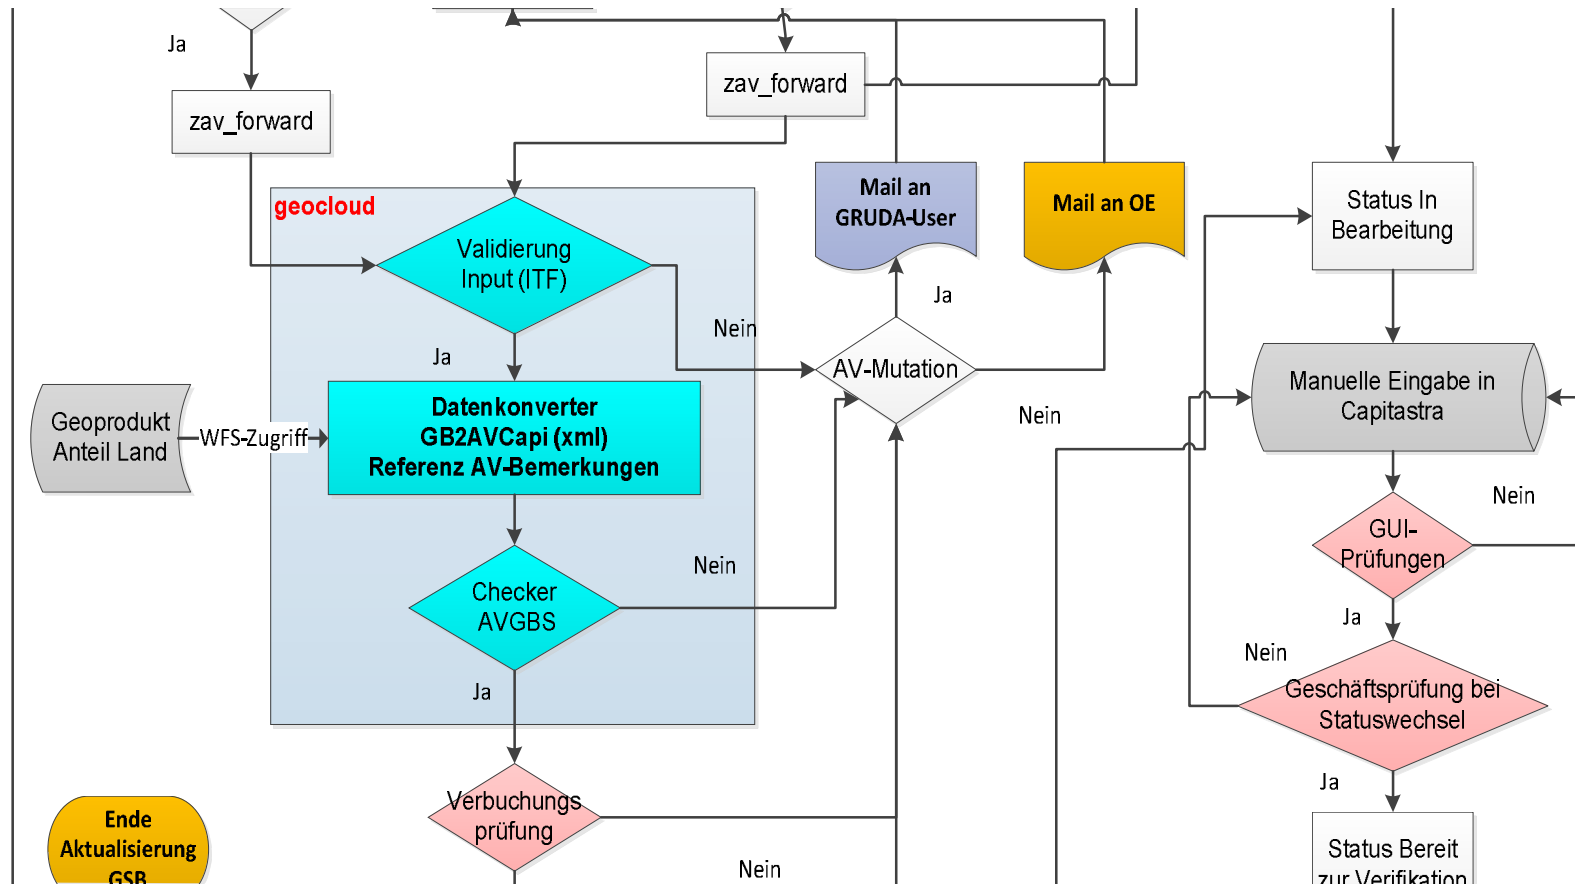 Ja
zav_forward
zav_forward
geocloud
Validierung
Input (ITF)
Nein
Ja
Mail an
GRUDA-User
Mail an OE
Ja
AV-Mutation
Nein
Geoprodukt
Anteil Land
WFS-Zugriff
Datenkonverter
GB2AVCapi (xml)
Referenz AV-Bemerkungen
Checker
AVGBS
Nein
Ja
Verbuchungs
prüfung
Nein
Ende
Aktualisierung
GSB
Status In
Bearbeitung
Manuelle Eingabe in
Capitastra
GUI-
Prüfungen
Nein
Ja
Geschäftsprüfung bei
Statuswechsel
Nein
Ja
Status Bereit
zur Verifikation